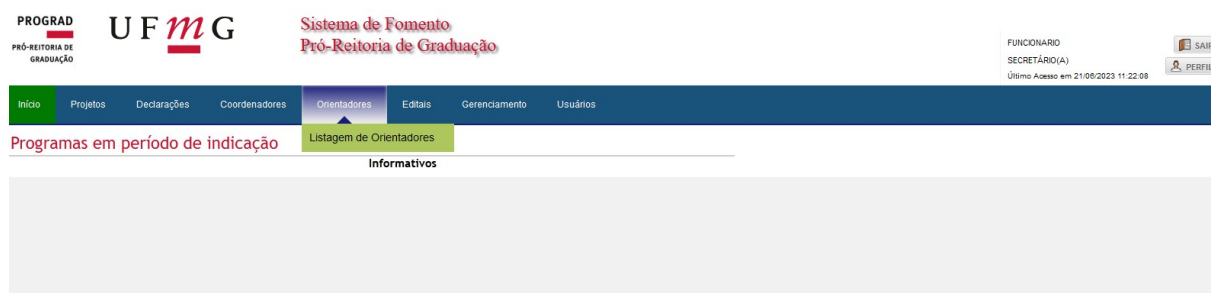 PROGRAD
PRÓ-REITORIA DE
GRADUAÇÃO
UFmG
Sistema de Fomento
Pró-Reitoria de Graduação
FUNCIONARIO
SECRETÁRIO(A)
Último Acesso em 21/06/2023 11:22:08
SAIR
PERFIL
Início Projetos Declarações Coordenadores Orientadores Editais Gerenciamento Usuários
Listagem de Orientadores
Programas em período de indicação
Informativos